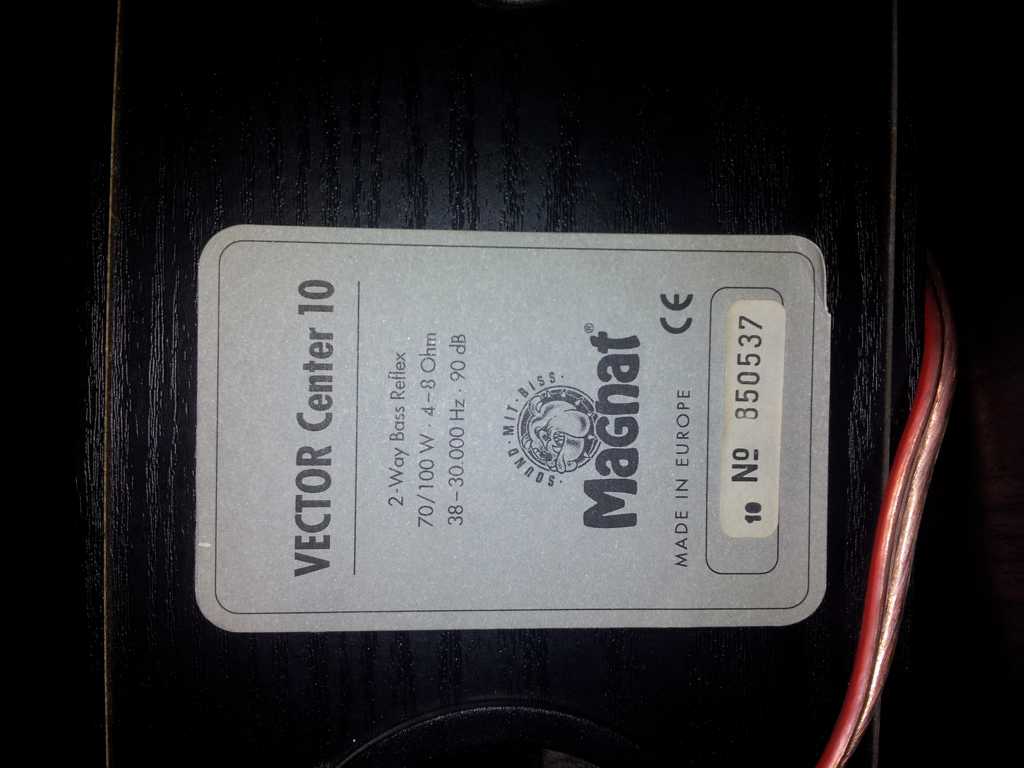 VECTOR Center 10
2-Way Bass Reflex
70/100 W · 4–8 Ohm
38–30.000 Hz · 90 dB
·SOUND·MIT·BISS·
Magnat®
MADE IN EUROPE CE
10 Nº 850537